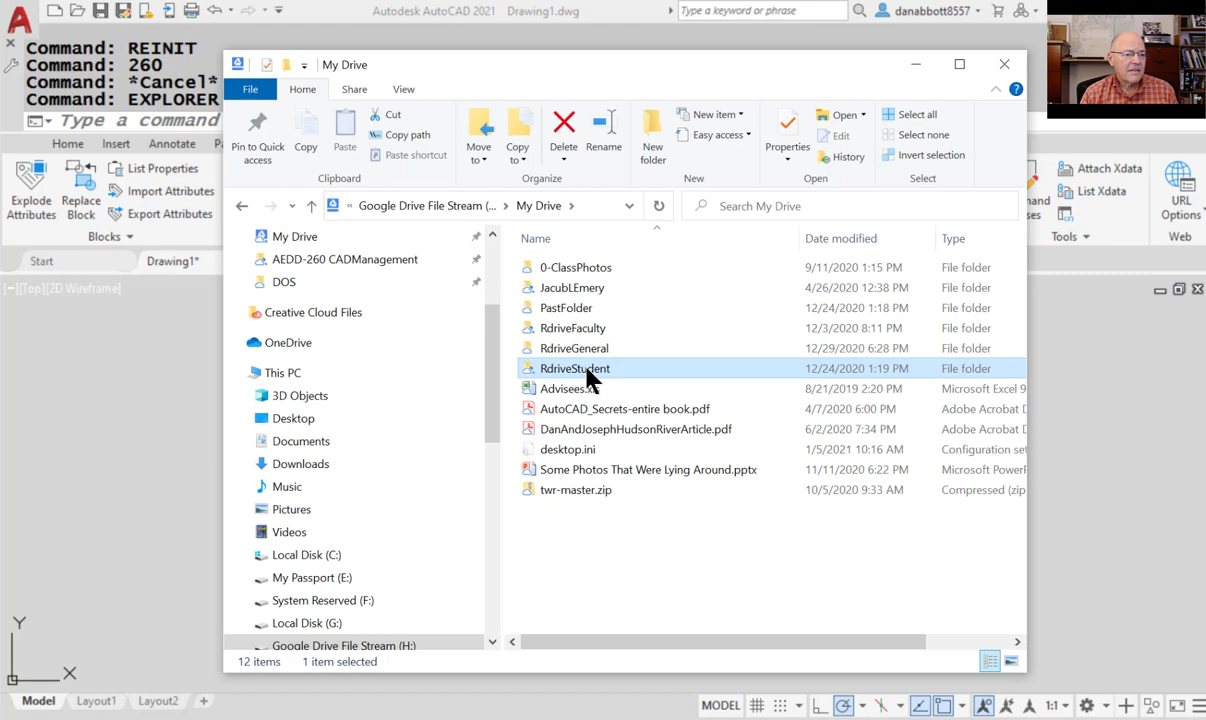 Autodesk AutoCAD 2021 Drawing1.dwg
Type a keyword or phrase
danabbott8557
Command: REINIT
Command: 260
Command: *Cancel*
Command: EXPLORER
Type a command
Home Insert Annotate
Explode Attributes
Replace Block
List Properties
Import Attributes
Export Attributes
Blocks
Attach Xdata
List Xdata
URL Options
Tools
Web
Start
Drawing1*
[−][Top][2D Wireframe]
My Drive
File Home Share View
Pin to Quick access
Copy
Paste
Cut
Copy path
Paste shortcut
Clipboard
Move to
Copy to
Delete
Rename
Organize
New folder
New item
Easy access
New
Properties
Open
Edit
History
Open
Select all
Select none
Invert selection
Select
« Google Drive File Stream (... › My Drive ›
Search My Drive
My Drive
AEDD-260 CADManagement
DOS
Creative Cloud Files
OneDrive
This PC
3D Objects
Desktop
Documents
Downloads
Music
Pictures
Videos
Local Disk (C:)
My Passport (E:)
System Reserved (F:)
Local Disk (G:)
Google Drive File Stream (H:)
Name Date modified Type
0-ClassPhotos 9/11/2020 1:15 PM File folder
JacubLEmery 4/26/2020 12:38 PM File folder
PastFolder 12/24/2020 1:18 PM File folder
RdriveFaculty 12/3/2020 8:11 PM File folder
RdriveGeneral 12/29/2020 6:28 PM File folder
RdriveStudent 12/24/2020 1:19 PM File folder
Advisees 8/21/2019 2:20 PM Microsoft Excel 9
AutoCAD_Secrets-entire book.pdf 4/7/2020 6:00 PM Adobe Acrobat D
DanAndJosephHudsonRiverArticle.pdf 6/2/2020 7:34 PM Adobe Acrobat D
desktop.ini 1/5/2021 10:16 AM Configuration set
Some Photos That Were Lying Around.pptx 11/11/2020 6:22 PM Microsoft PowerP
twr-master.zip 10/5/2020 9:33 AM Compressed (zip
12 items 1 item selected
Y
X
Model Layout1 Layout2 +
MODEL
1:1